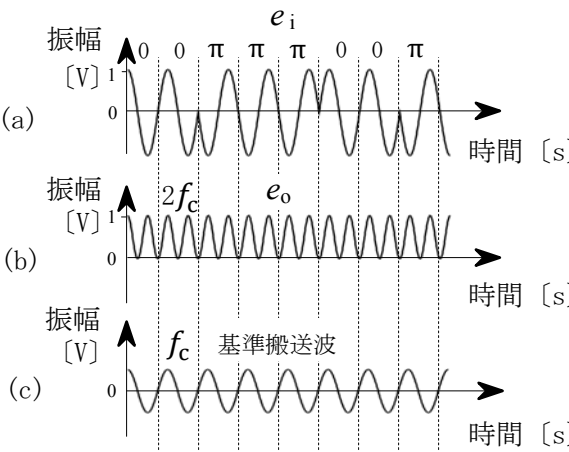 eᵢ
振幅
0 0 π π π 0 0 π
〔V〕
1
0
(a)
時間〔s〕
振幅
〔V〕
2f_c
e_o
1
0
(b)
時間〔s〕
振幅
〔V〕
f_c 基準搬送波
0
(c)
時間〔s〕